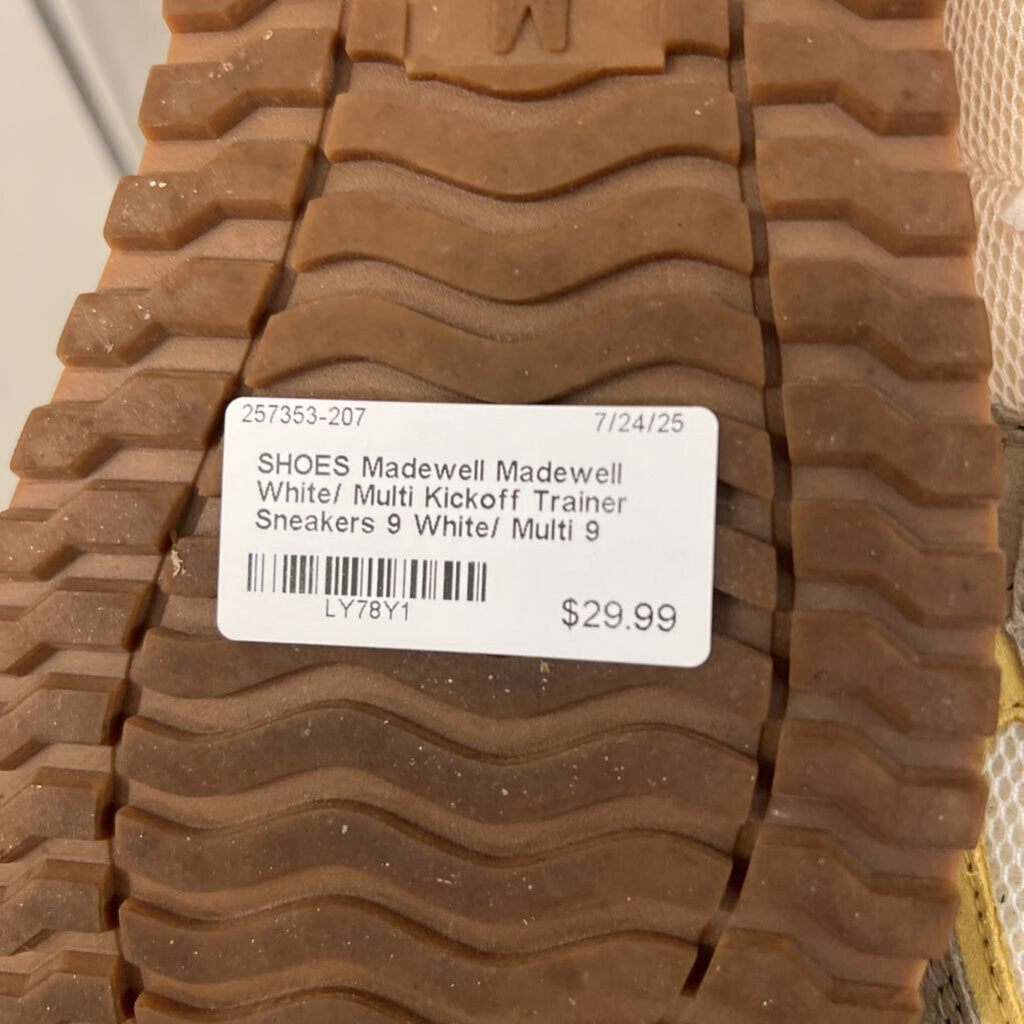 257353-207 7/24/25
SHOES Madewell Madewell
White/ Multi Kickoff Trainer
Sneakers 9 White/ Multi 9
LY78Y1
$29.99